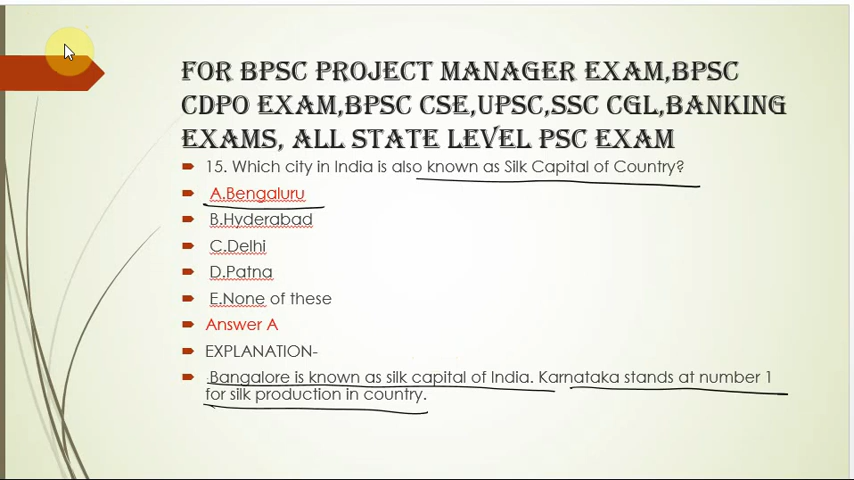 FOR BPSC PROJECT MANAGER EXAM,BPSC
CDPO EXAM,BPSC CSE,UPSC,SSC CGL,BANKING
EXAMS, ALL STATE LEVEL PSC EXAM
15. Which city in India is also known as Silk Capital of Country?
A.Bengaluru
B.Hyderabad
C.Delhi
D.Patna
E.None of these
Answer A
EXPLANATION-
Bangalore is known as silk capital of India. Karnataka stands at number 1
for silk production in country.